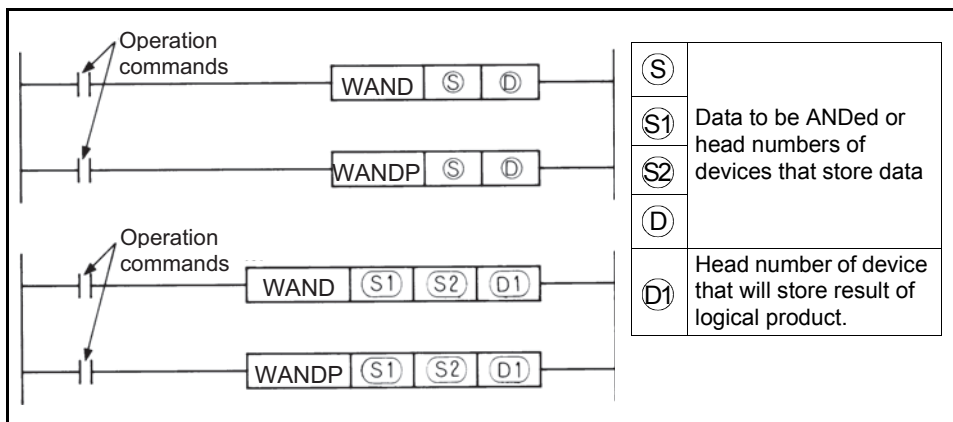 Operation
commands
WAND Ⓢ Ⓓ
WANDP Ⓢ Ⓓ
Operation
commands
WAND S1 S2 D1
WANDP S1 S2 D1
Ⓢ
S1
S2
Ⓓ
Data to be ANDed or
head numbers of
devices that store data
D1
Head number of device
that will store result of
logical product.